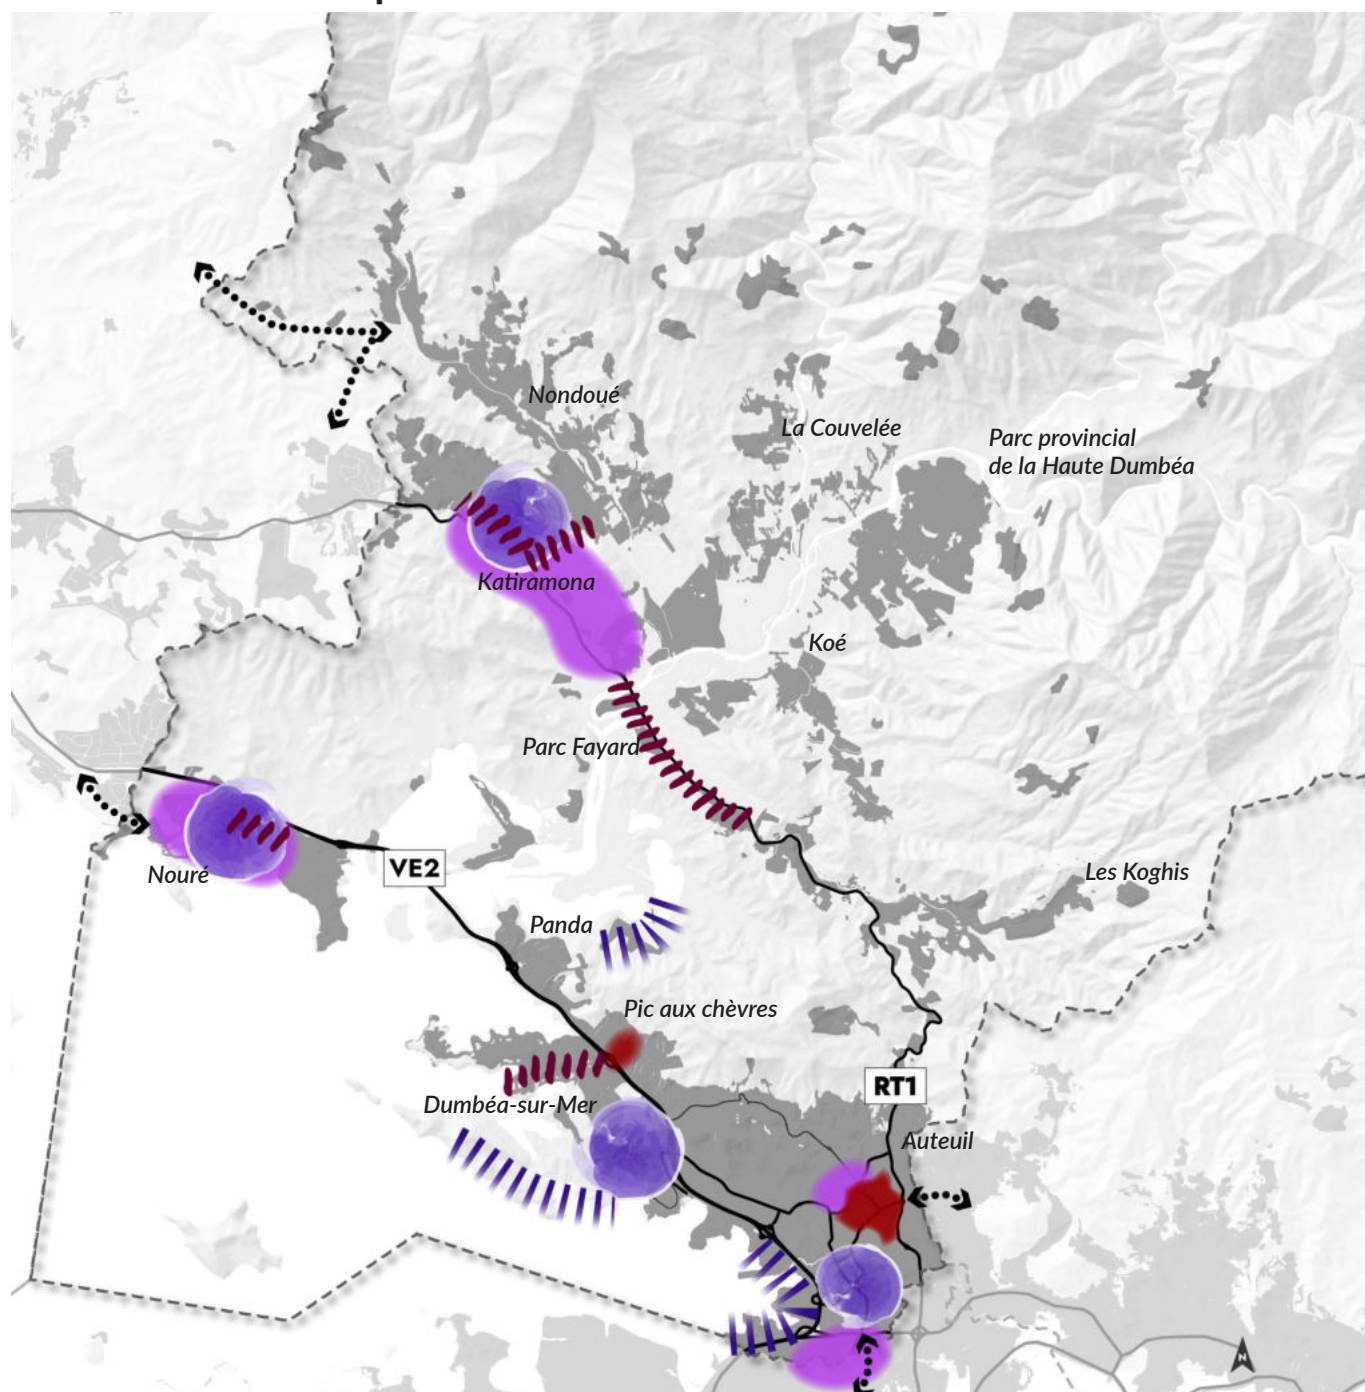 Nondoué
La Couvelée
Parc provincial
de la Haute Dumbéa
Katiramona
Koé
Parc Fayard
VE2
Nouré
Les Koghis
Panda
Pic aux chèvres
RT1
Dumbéa-sur-Mer
Auteuil
N